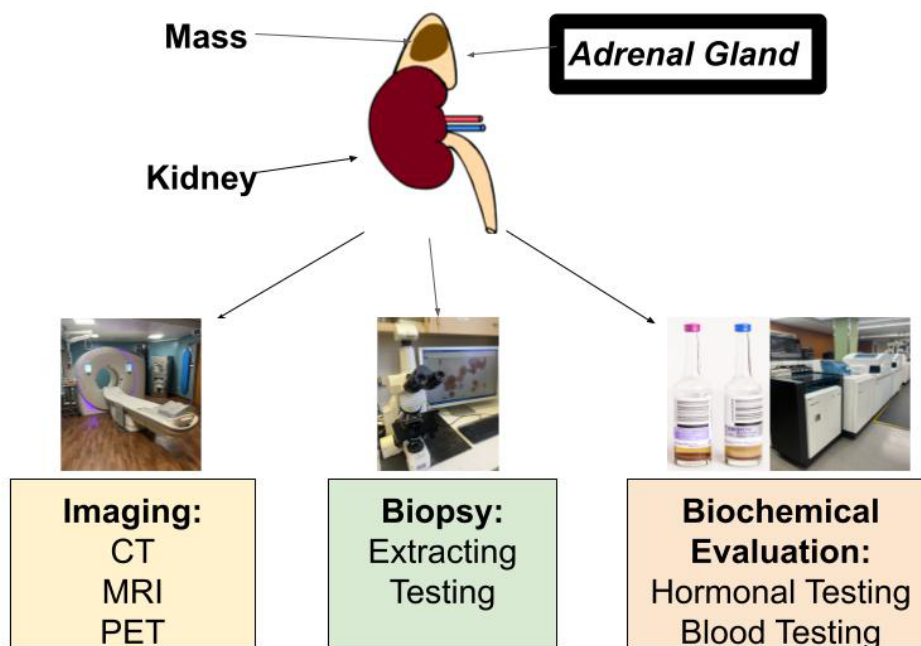 Mass
Adrenal Gland
Kidney
Imaging:
CT
MRI
PET
Biopsy:
Extracting
Testing
Biochemical
Evaluation:
Hormonal Testing
Blood Testing